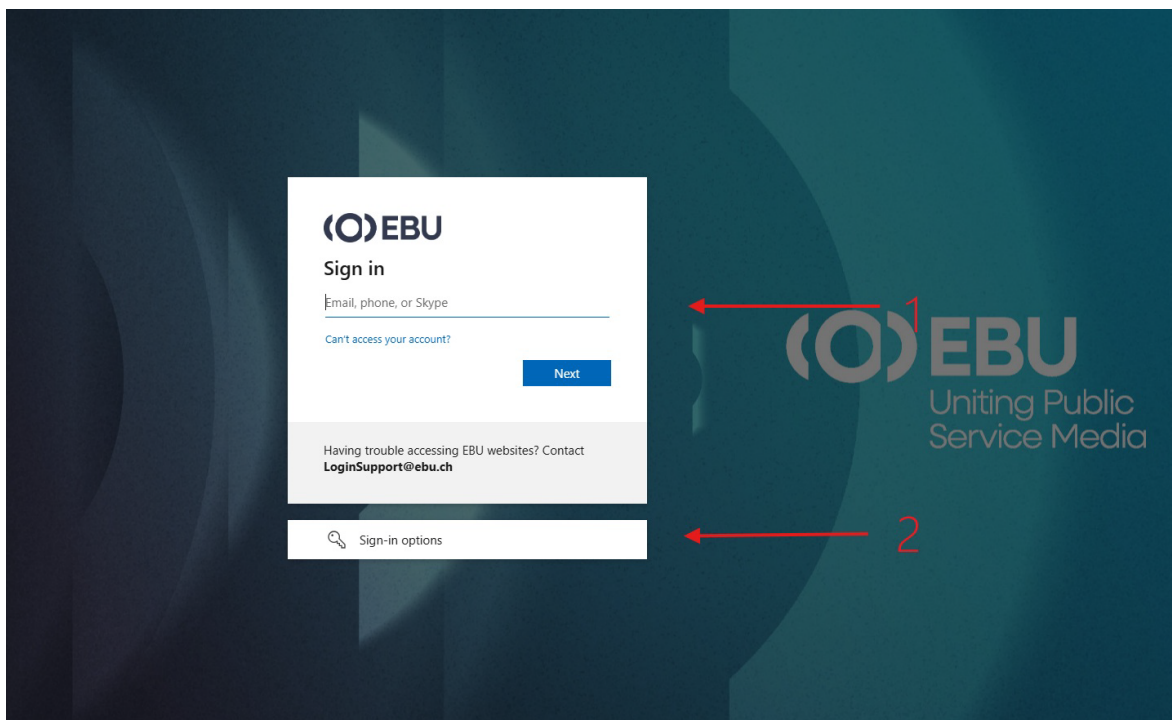 EBU
Sign in
Email, phone, or Skype
Can't access your account?
Next
Having trouble accessing EBU websites? Contact
LoginSupport@ebu.ch
Sign-in options
1
EBU
Uniting Public
Service Media
2